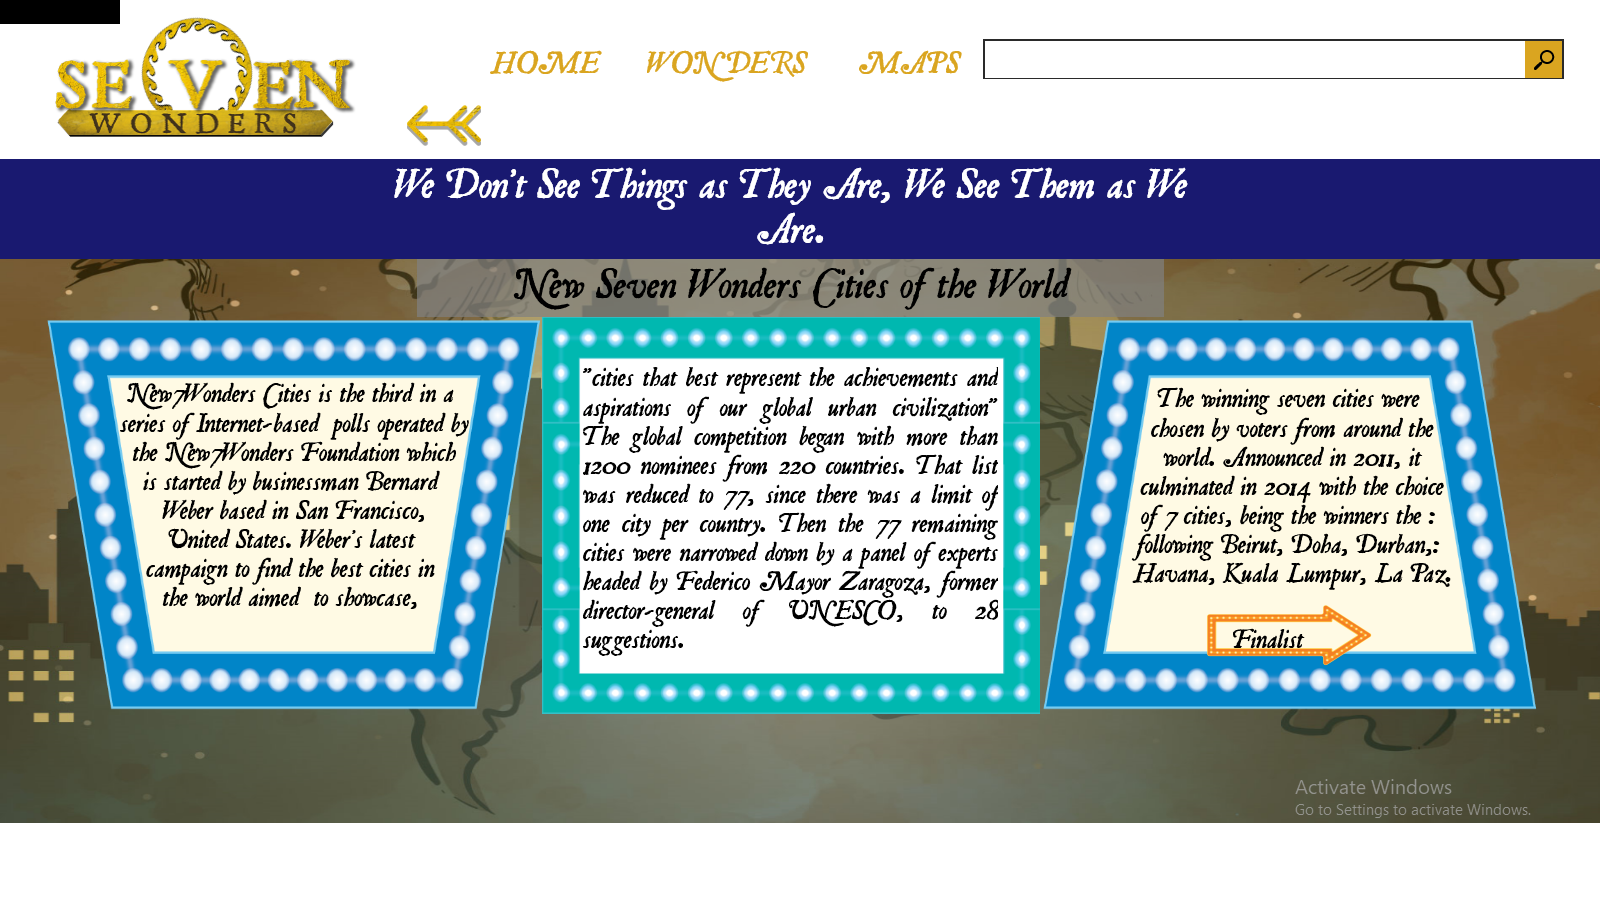 SEVEN
WONDERS
HOME WONDERS MAPS
We Don't See Things as They Are, We See Them as We
Are.
New Seven Wonders Cities of the World
New7Wonders Cities is the third in a
series of Internet-based polls operated by
the New7Wonders Foundation which
is started by businessman Bernard
Weber based in San Francisco,
United States. Weber's latest
campaign to find the best cities in
the world aimed to showcase,
"cities that best represent the achievements and
aspirations of our global urban civilization"
The global competition began with more than
1200 nominees from 220 countries. That list
was reduced to 77, since there was a limit of
one city per country. Then the 77 remaining
cities were narrowed down by a panel of experts
headed by Federico Mayor Zaragoza, former
director-general of UNESCO, to 28
suggestions.
The winning seven cities were
chosen by voters from around the
world. Announced in 2011, it
culminated in 2014 with the choice
of 7 cities, being the winners the :
following Beirut, Doha, Durban,:
Havana, Kuala Lumpur, La Paz.
Finalist
Activate Windows
Go to Settings to activate Windows.